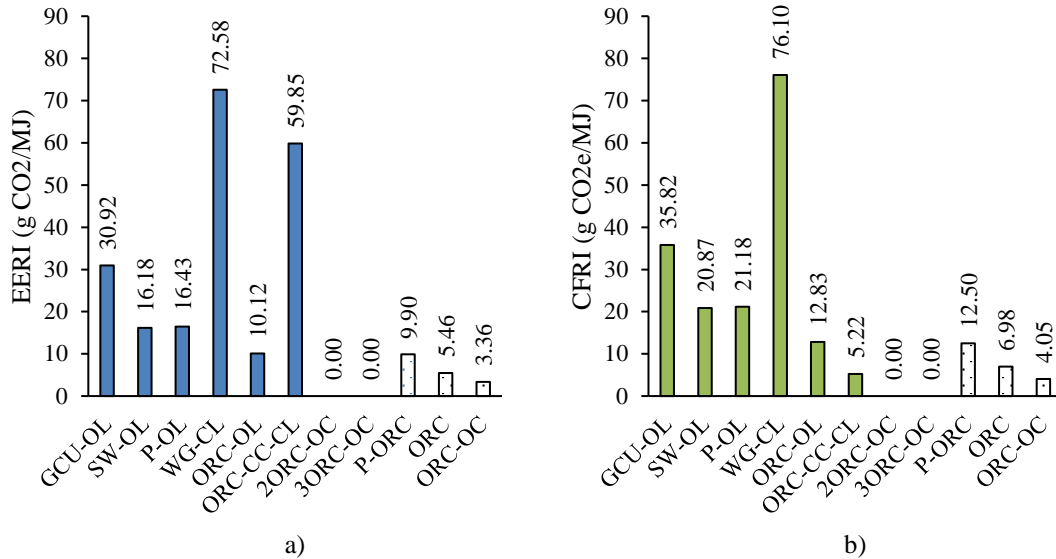 EERI (g CO2/MJ)
90
80
70
60
50
40
30
20
10
0
30.92
16.18
16.43
72.58
10.12
59.85
0.00
0.00
9.90
5.46
3.36
GCU-OL
SW-OL
P-OL
WG-CL
ORC-OL
ORC-CC-CL
2ORC-OC
3ORC-OC
P-ORC
ORC
ORC-OC
a)
CFRI (g CO2e/MJ)
90
80
70
60
50
40
30
20
10
0
35.82
20.87
21.18
76.10
12.83
5.22
0.00
0.00
12.50
6.98
4.05
GCU-OL
SW-OL
P-OL
WG-CL
ORC-OL
ORC-CC-CL
2ORC-OC
3ORC-OC
P-ORC
ORC
ORC-OC
b)